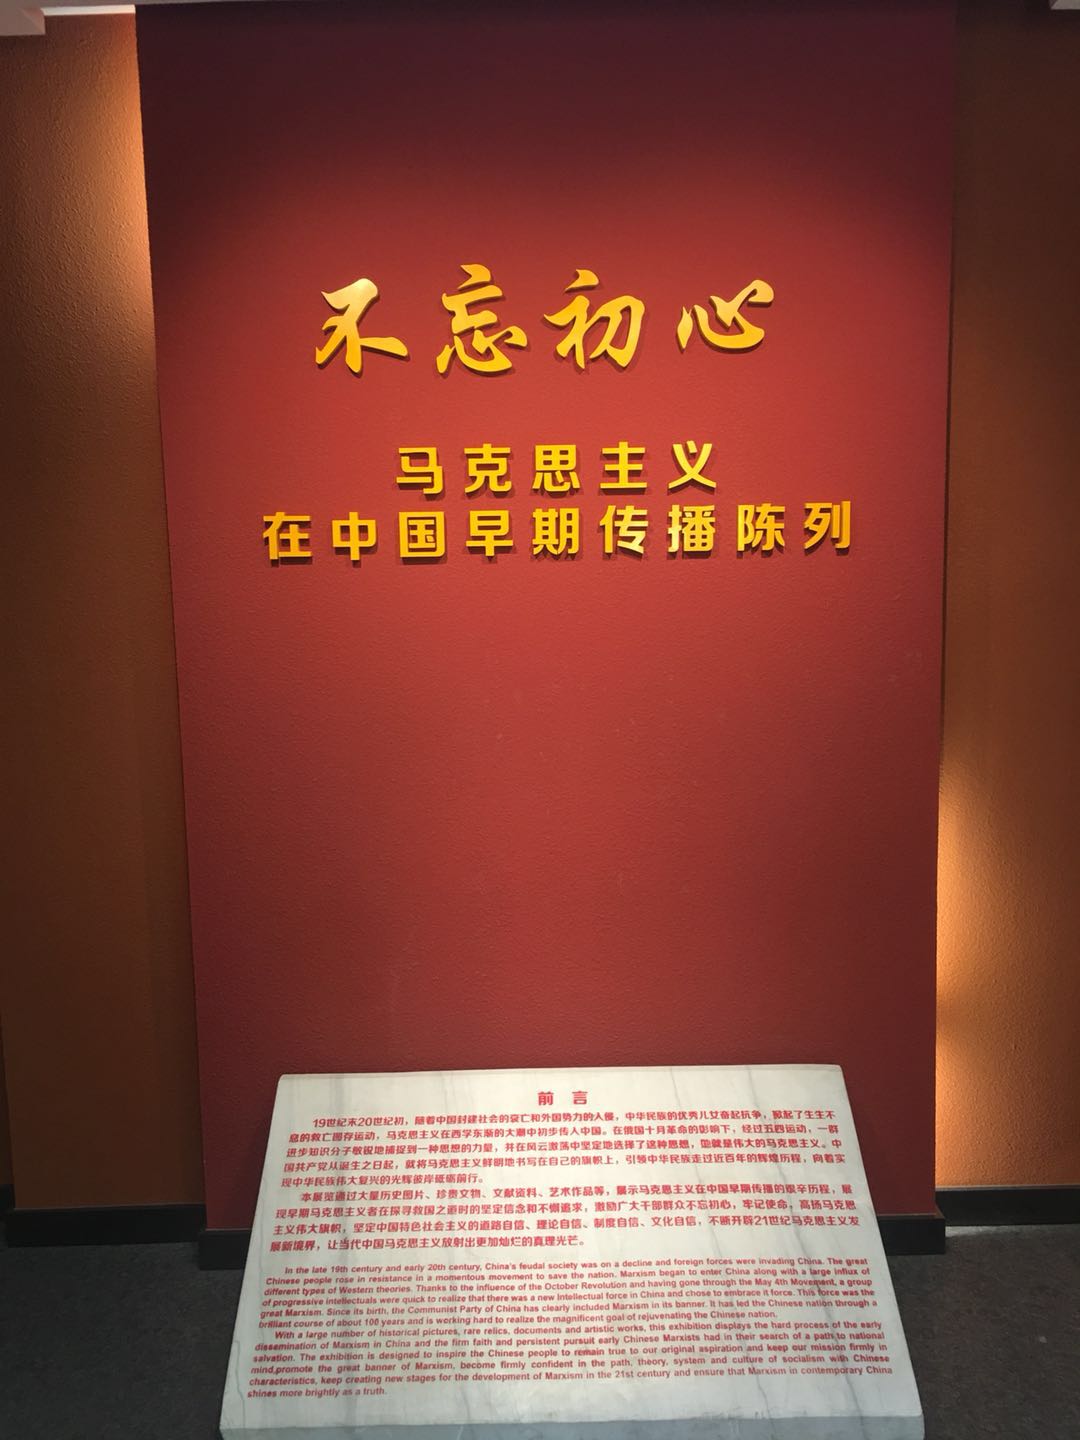 不忘初心
马克思主义
在中国早期传播陈列
前言
19世纪末20世纪初，随着中国封建社会的衰亡和外国势力的入侵，中华民族的优秀儿女奋起抗争，掀起了生生不
息的救亡图存运动，马克思主义在西学东渐的大潮中初步传入中国。在俄国十月革命的影响下，经过五四运动，一群
进步知识分子敏锐地捕捉到一种思想的力量，并在风云激荡中坚定地选择了这种思想，她就是伟大的马克思主义。中
国共产党从诞生之日起，就将马克思主义鲜明地书写在自己的旗帜上，引领中华民族走过近百年的辉煌历程，向着实
现中华民族伟大复兴的光辉彼岸砥砺前行。
本展览通过大量历史图片、珍贵文物、文献资料、艺术作品等，展示马克思主义在中国早期传播的艰辛历程，展
现早期马克思主义者在探寻救国之道时的坚定信念和不懈追求，激励广大干部群众不忘初心，牢记使命，高扬马克思
主义伟大旗帜，坚定中国特色社会主义的道路自信、理论自信、制度自信、文化自信，不断开辟21世纪马克思主义发
展新境界，让当代中国马克思主义放射出更加灿烂的真理光芒。
In the late 19th century and early 20th century, China's feudal society was on a decline and foreign forces were invading China. The great
Chinese people rose in resistance in a momentous movement to save the nation. Marxism began to enter China along with a large influx of
different types of Western theories. Thanks to the influence of the October Revolution and having gone through the May 4th Movement, a group
of progressive intellectuals were quick to realize that there was a new Intellectual force in China and chose to embrace it force. This force was the
great Marxism. Since its birth, the Communist Party of China has clearly included Marxism in its banner. It has led the Chinese nation through a
brilliant course of about 100 years and is working hard to realize the magnificent goal of rejuvenating the Chinese nation.
With a large number of historical pictures, rare relics, documents and artistic works, this exhibition displays the hard process of the early
dissemination of Marxism in China and the firm faith and persistent pursuit early Chinese Marxists had in their search of a path to national
salvation. The exhibition is designed to inspire the Chinese people to remain true to our original aspiration and keep our mission firmly in
mind,promote the great banner of Marxism, become firmly confident in the path, theory, system and culture of socialism with Chinese
characteristics, keep creating new stages for the development of Marxism in the 21st century and ensure that Marxism in contemporary China
shines more brightly as a truth.